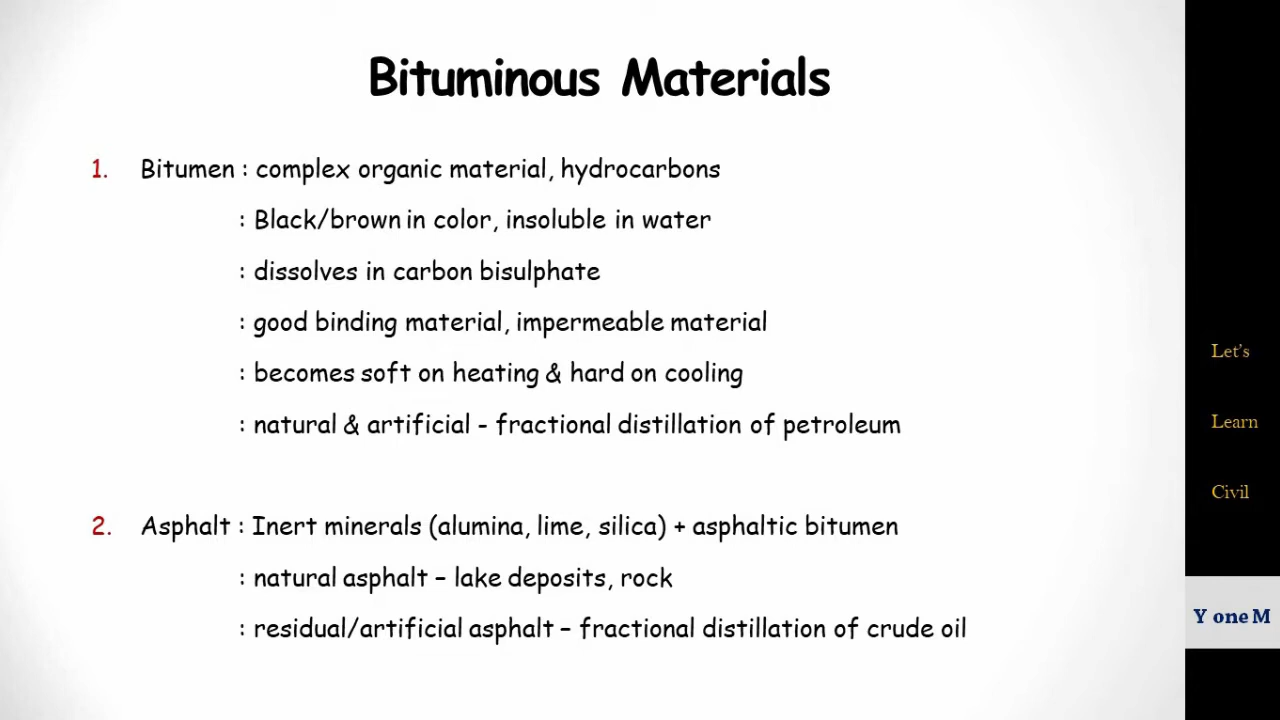 Bituminous Materials
1. Bitumen : complex organic material, hydrocarbons
: Black/brown in color, insoluble in water
: dissolves in carbon bisulphate
: good binding material, impermeable material
: becomes soft on heating & hard on cooling
: natural & artificial - fractional distillation of petroleum
2. Asphalt : Inert minerals (alumina, lime, silica) + asphaltic bitumen
: natural asphalt – lake deposits, rock
: residual/artificial asphalt – fractional distillation of crude oil
Let's
Learn
Civil
Y one M